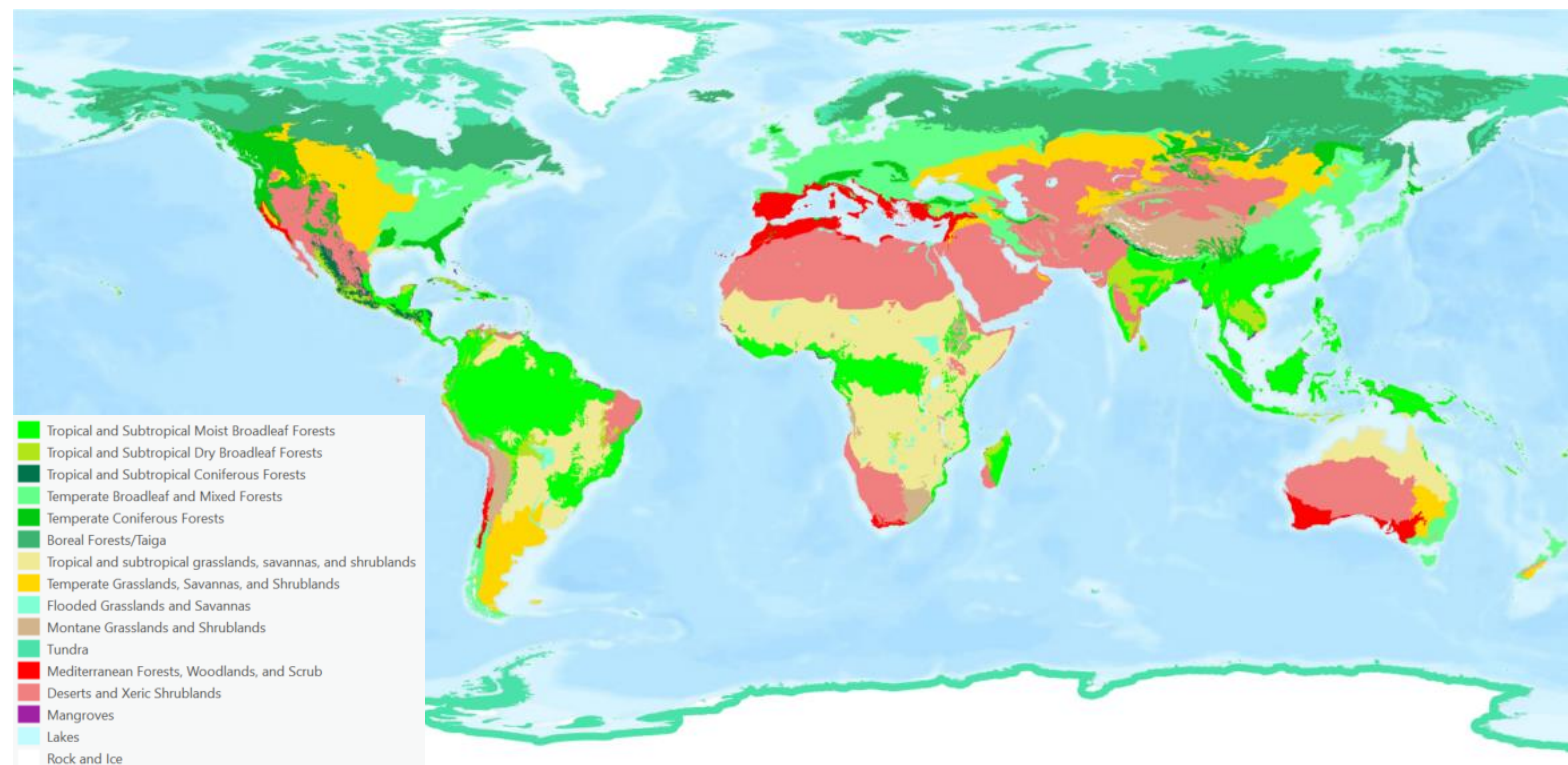 Tropical and Subtropical Moist Broadleaf Forests
Tropical and Subtropical Dry Broadleaf Forests
Tropical and Subtropical Coniferous Forests
Temperate Broadleaf and Mixed Forests
Temperate Coniferous Forests
Boreal Forests/Taiga
Tropical and subtropical grasslands, savannas, and shrublands
Temperate Grasslands, Savannas, and Shrublands
Flooded Grasslands and Savannas
Montane Grasslands and Shrublands
Tundra
Mediterranean Forests, Woodlands, and Scrub
Deserts and Xeric Shrublands
Mangroves
Lakes
Rock and Ice